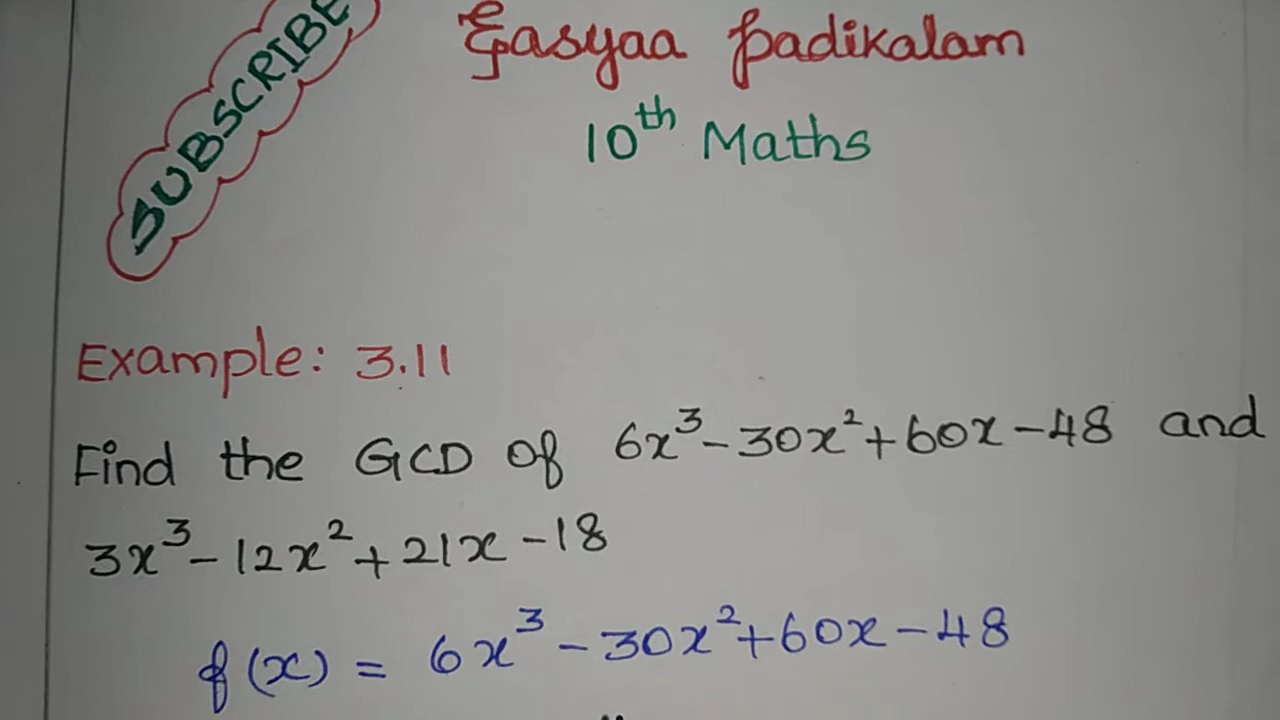 SUBSCRIBE
Easyaa padikalam
10th Maths
Example: 3.11
Find the GCD of 6x³-30x²+60x-48 and
3x³-12x²+21x-18
f(x) = 6x³-30x²+60x-48